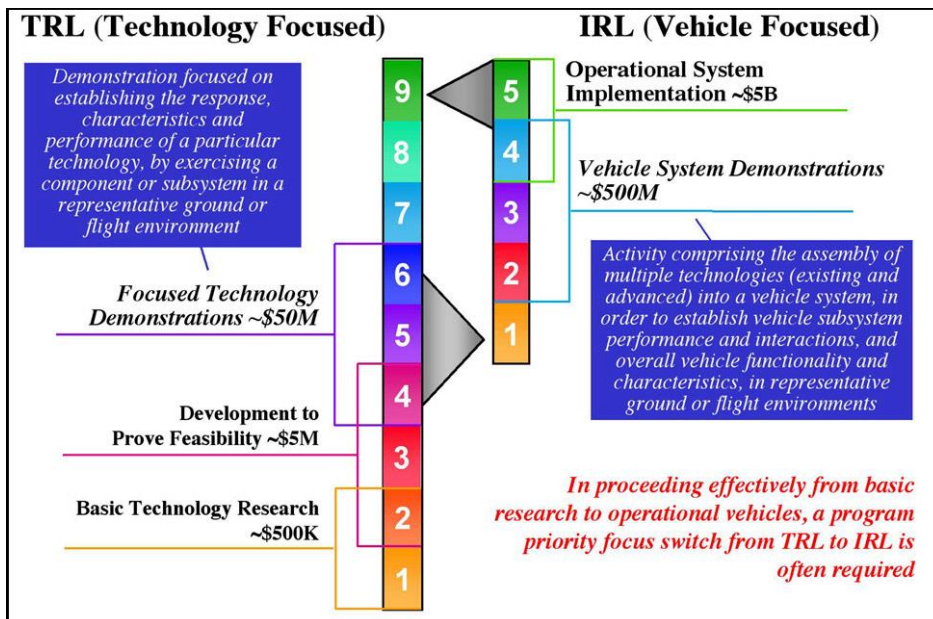 TRL (Technology Focused)
IRL (Vehicle Focused)
Demonstration focused on
establishing the response,
characteristics and
performance of a particular
technology, by exercising a
component or subsystem in a
representative ground or
flight environment
Focused Technology
Demonstrations ~$50M
Development to
Prove Feasibility ~$5M
Basic Technology Research
~$500K
9
8
7
6
5
4
3
2
1
5
4
3
2
1
Operational System
Implementation ~$5B
Vehicle System Demonstrations
~$500M
Activity comprising the assembly of
multiple technologies (existing and
advanced) into a vehicle system, in
order to establish vehicle subsystem
performance and interactions, and
overall vehicle functionality and
characteristics, in representative
ground or flight environments
In proceeding effectively from basic
research to operational vehicles, a program
priority focus switch from TRL to IRL is
often required